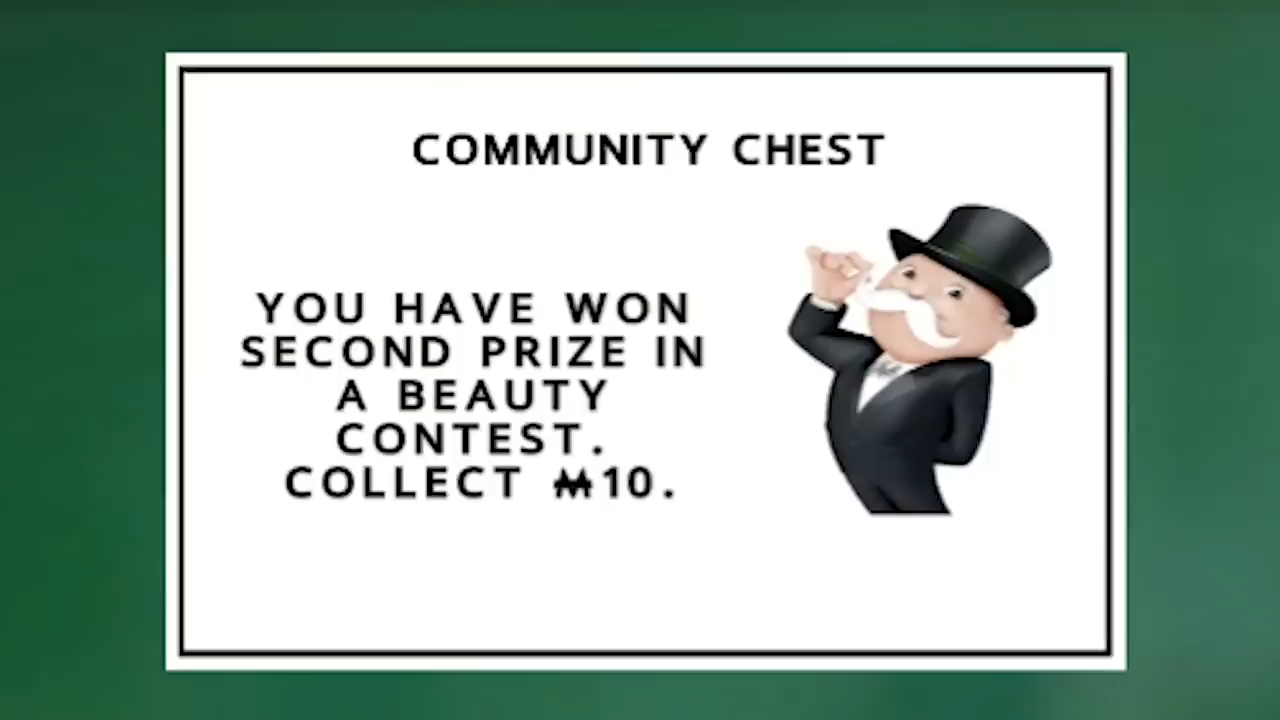 COMMUNITY CHEST
YOU HAVE WON
SECOND PRIZE IN
A BEAUTY
CONTEST.
COLLECT ₩10.